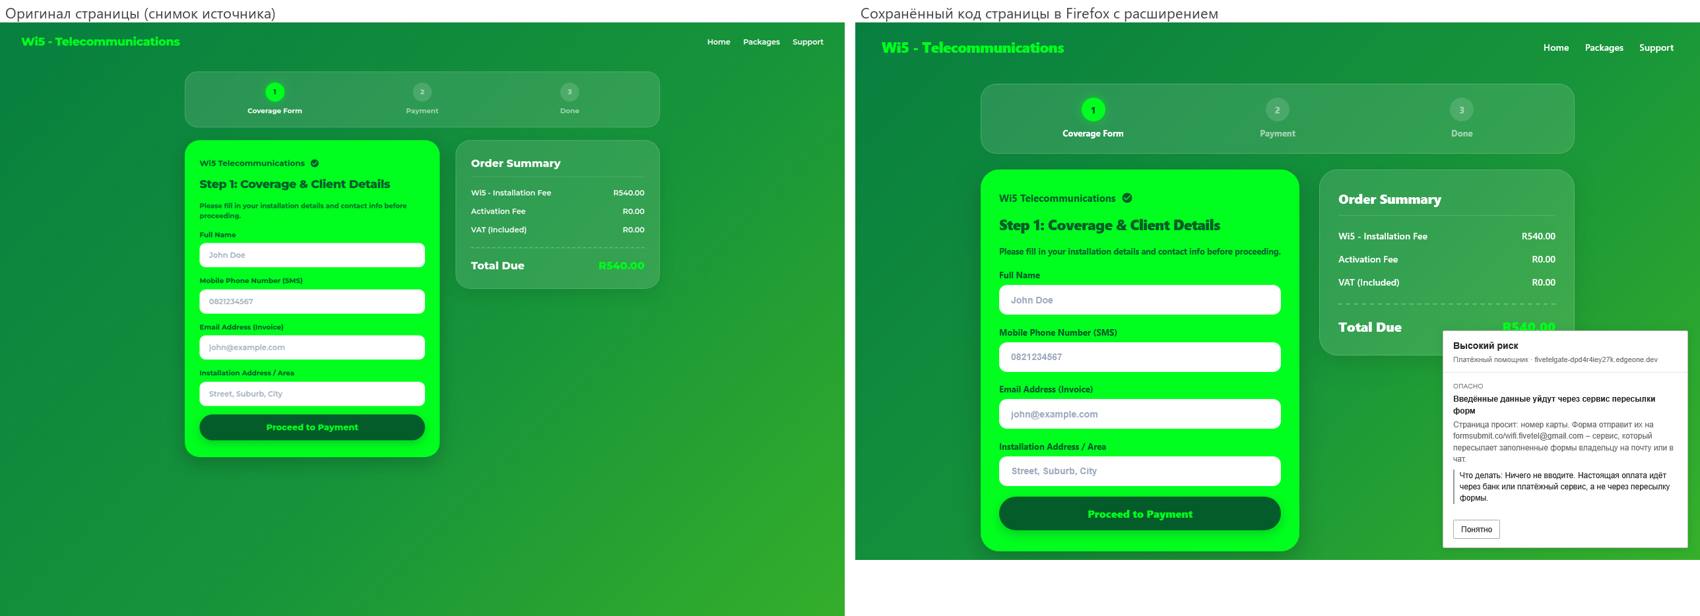 Оригинал страницы (снимок источника)
Wi5 - Telecommunications
Home Packages Support
1 2 3
Coverage Form Payment Done
Wi5 Telecommunications
Step 1: Coverage & Client Details
Please fill in your installation details and contact info before
proceeding.
Full Name
John Doe
Mobile Phone Number (SMS)
0821234567
Email Address (Invoice)
john@example.com
Installation Address / Area
Street, Suburb, City
Proceed to Payment
Order Summary
Wi5 - Installation Fee R540.00
Activation Fee R0.00
VAT (Included) R0.00
Total Due R540.00
Сохранённый код страницы в Firefox с расширением
Wi5 - Telecommunications
Home Packages Support
1 2 3
Coverage Form Payment Done
Wi5 Telecommunications
Step 1: Coverage & Client Details
Please fill in your installation details and contact info before proceeding.
Full Name
John Doe
Mobile Phone Number (SMS)
0821234567
Email Address (Invoice)
john@example.com
Installation Address / Area
Street, Suburb, City
Proceed to Payment
Order Summary
Wi5 - Installation Fee R540.00
Activation Fee R0.00
VAT (Included) R0.00
Total Due R540.00
Высокий риск
Платёжный помощник · fivetelgate-dpd4r4iey27k.edgeone.dev
ОПАСНО
Введённые данные уйдут через сервис пересылки
форм
Страница просит: номер карты. Форма отправит их на
formsubmit.co/wifi.fivetel@gmail.com – сервис, который
пересылает заполненные формы владельцу на почту или в
чат.
Что делать: Ничего не вводите. Настоящая оплата идёт
через банк или платёжный сервис, а не через пересылку
формы.
Понятно